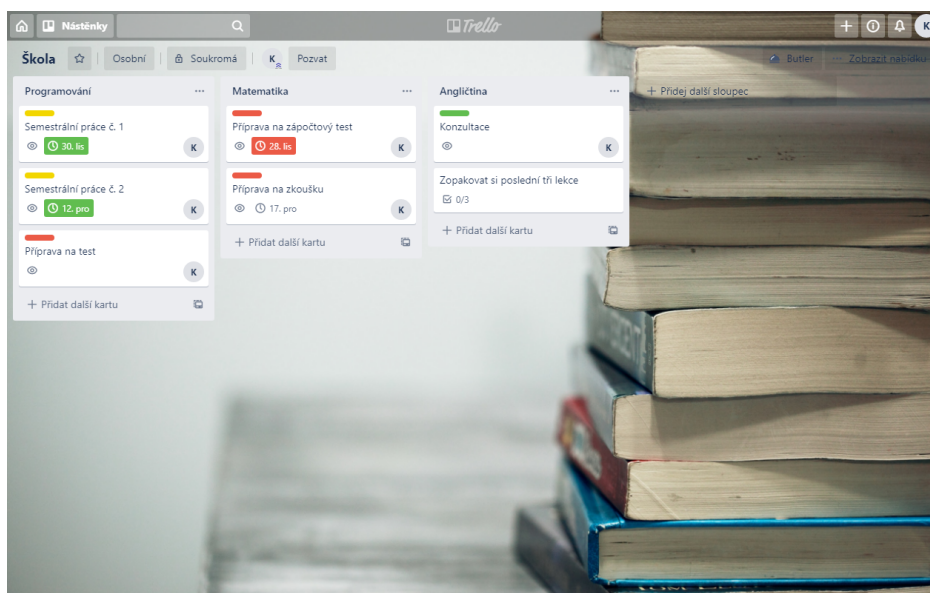 Nástěnky
Trello
K
Škola
Osobní
Soukromá
K
Pozvat
Butler
Zobrazit nabídku
Programování
Semestrální práce č. 1
30. lis
K
Semestrální práce č. 2
12. pro
K
Příprava na test
K
Přidat další kartu
Matematika
Příprava na zápočtový test
28. lis
K
Příprava na zkoušku
17. pro
K
Přidat další kartu
Angličtina
Konzultace
K
Zopakovat si poslední tři lekce
0/3
Přidat další kartu
Přidej další sloupec